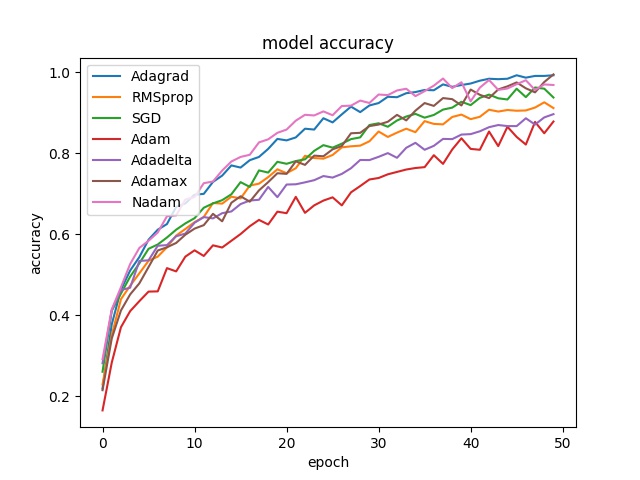 model accuracy
1.0
0.8
0.6
0.4
0.2
accuracy
Adagrad
RMSprop
SGD
Adam
Adadelta
Adamax
Nadam
0 10 20 30 40 50
epoch